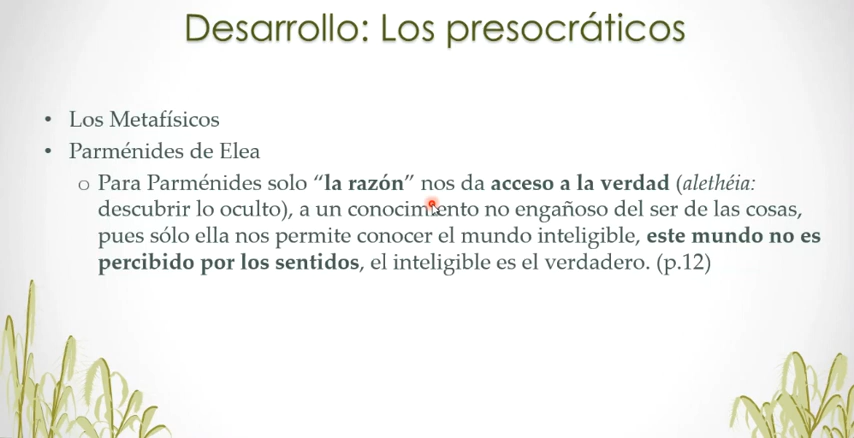 Desarrollo: Los presocráticos
• Los Metafísicos
• Parménides de Elea
o Para Parménides solo “la razón” nos da acceso a la verdad (alethéia:
descubrir lo oculto), a un conocimiento no engañoso del ser de las cosas,
pues sólo ella nos permite conocer el mundo inteligible, este mundo no es
percibido por los sentidos, el inteligible es el verdadero. (p.12)